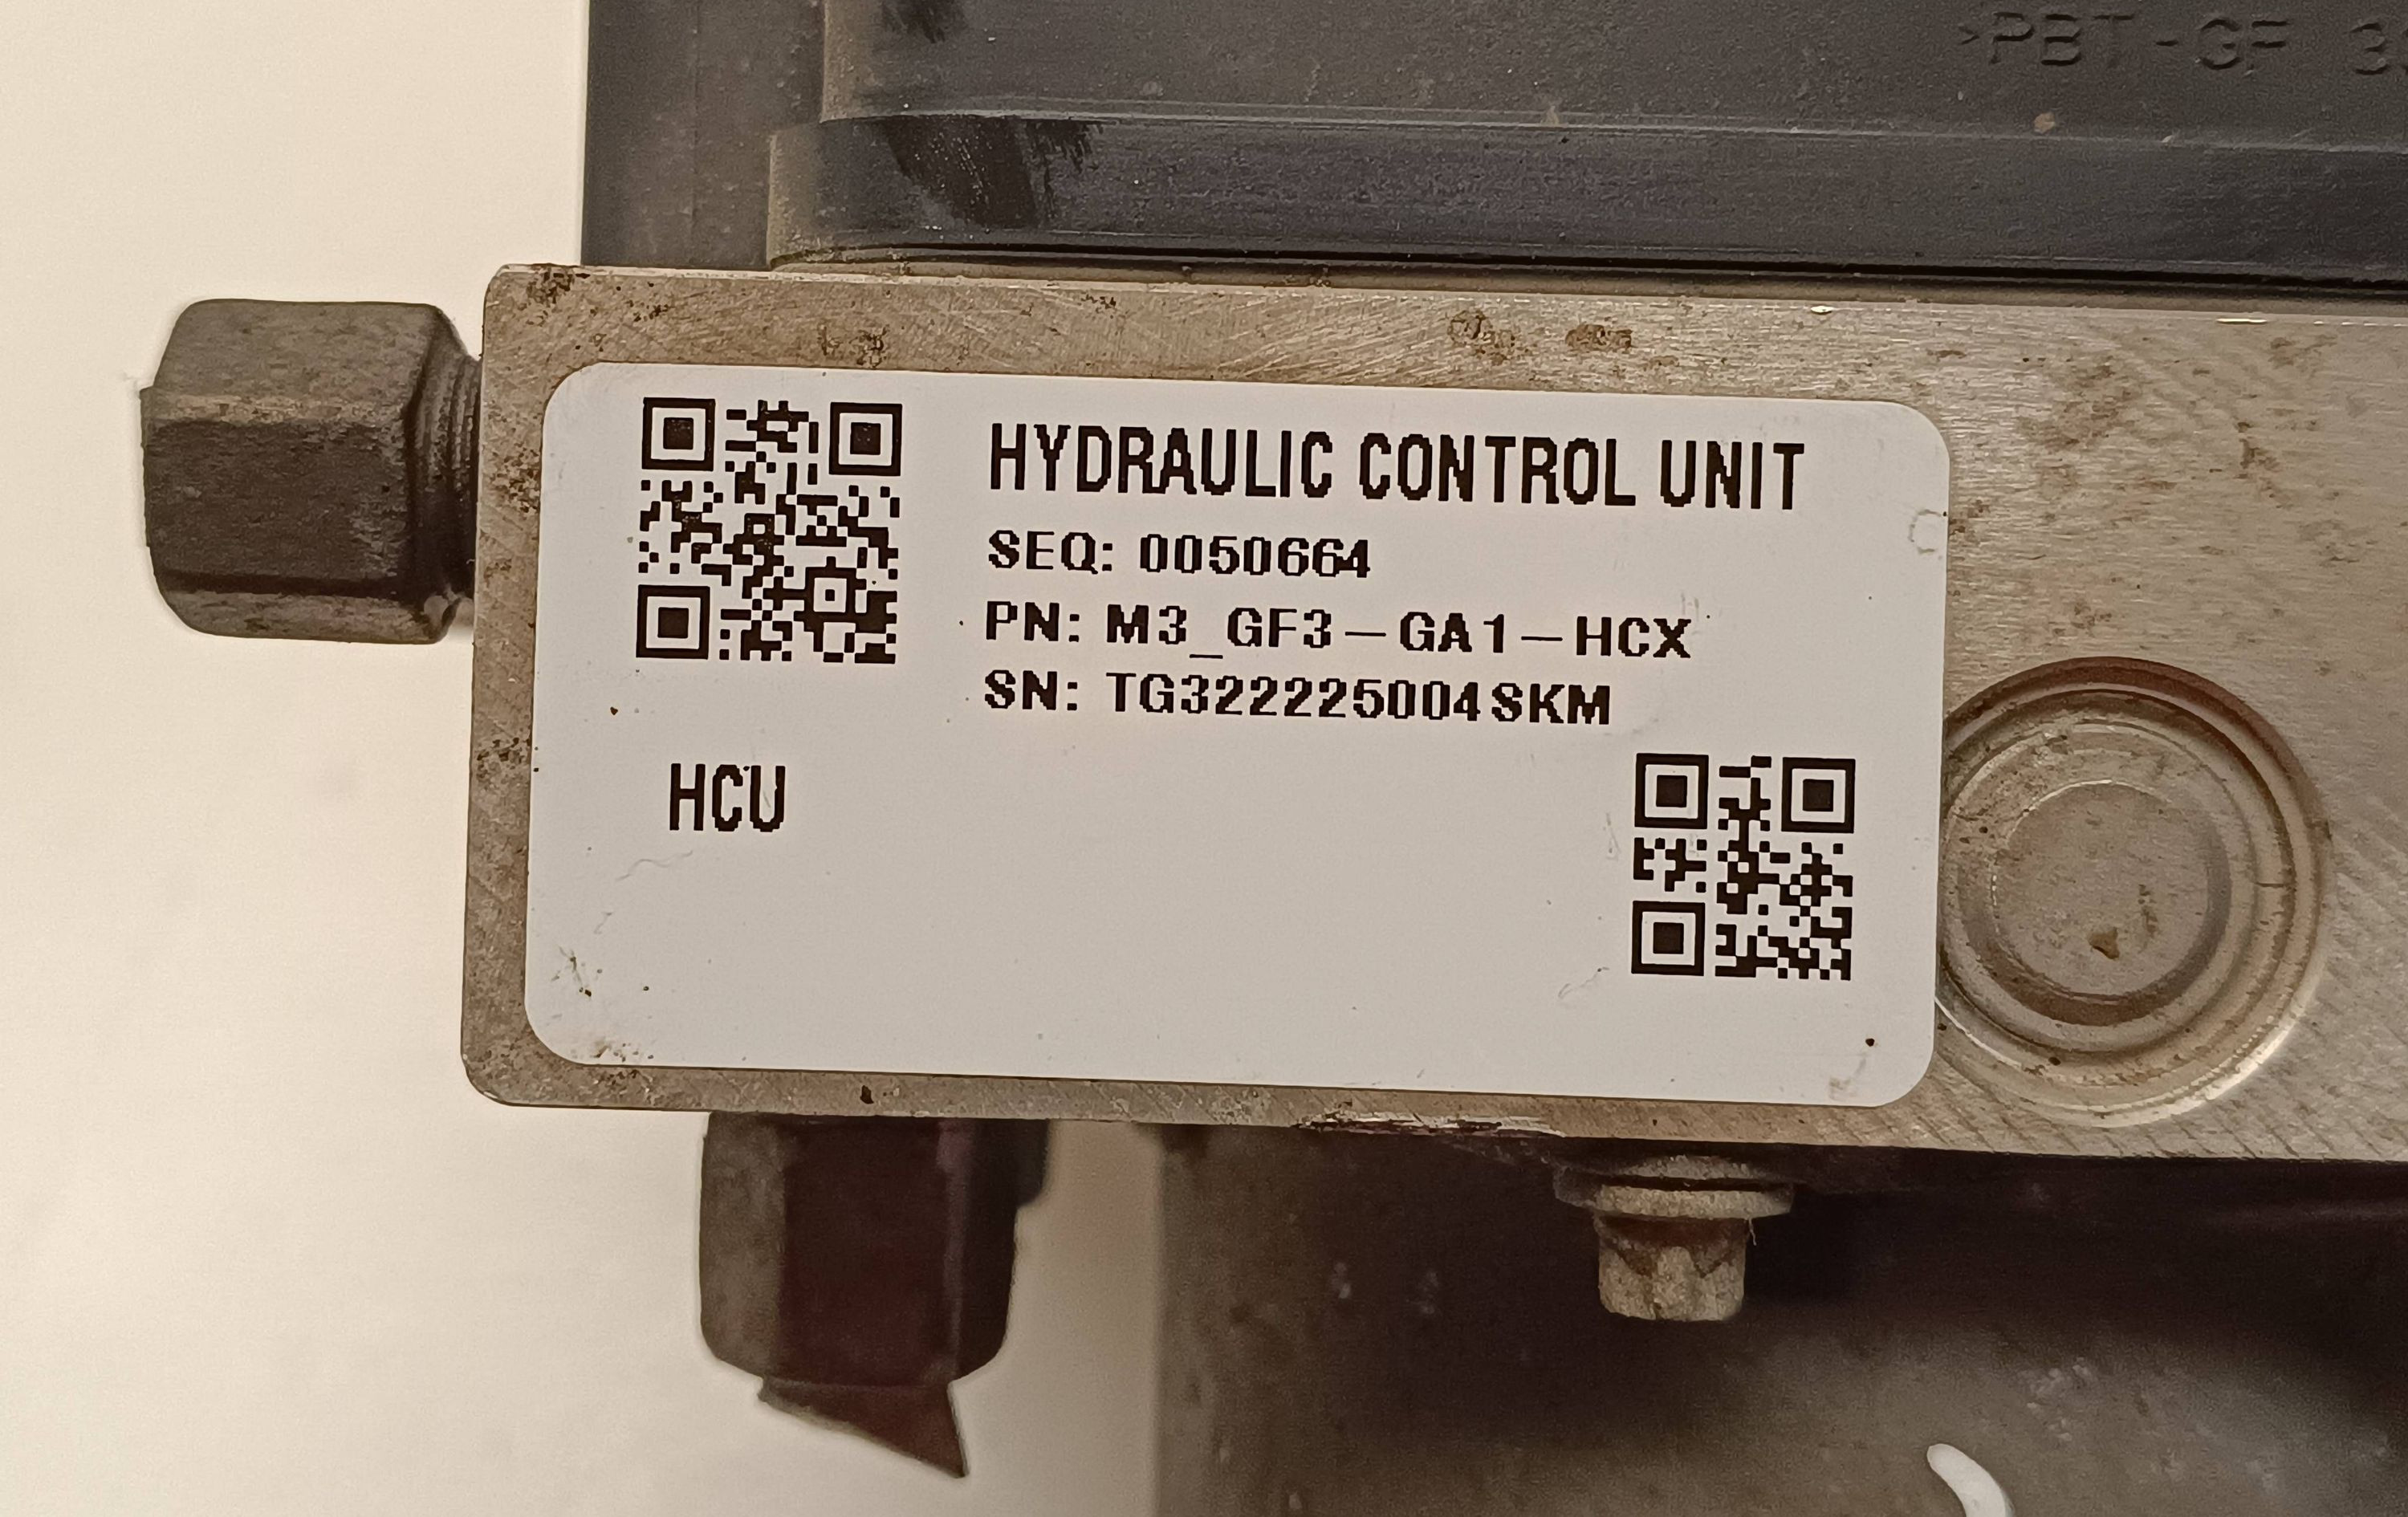 >PBT-GF 3
HYDRAULIC CONTROL UNIT
SEQ: 0050664
PN: M3_GF3-GA1-HCX
SN: TG322225004SKM
HCU